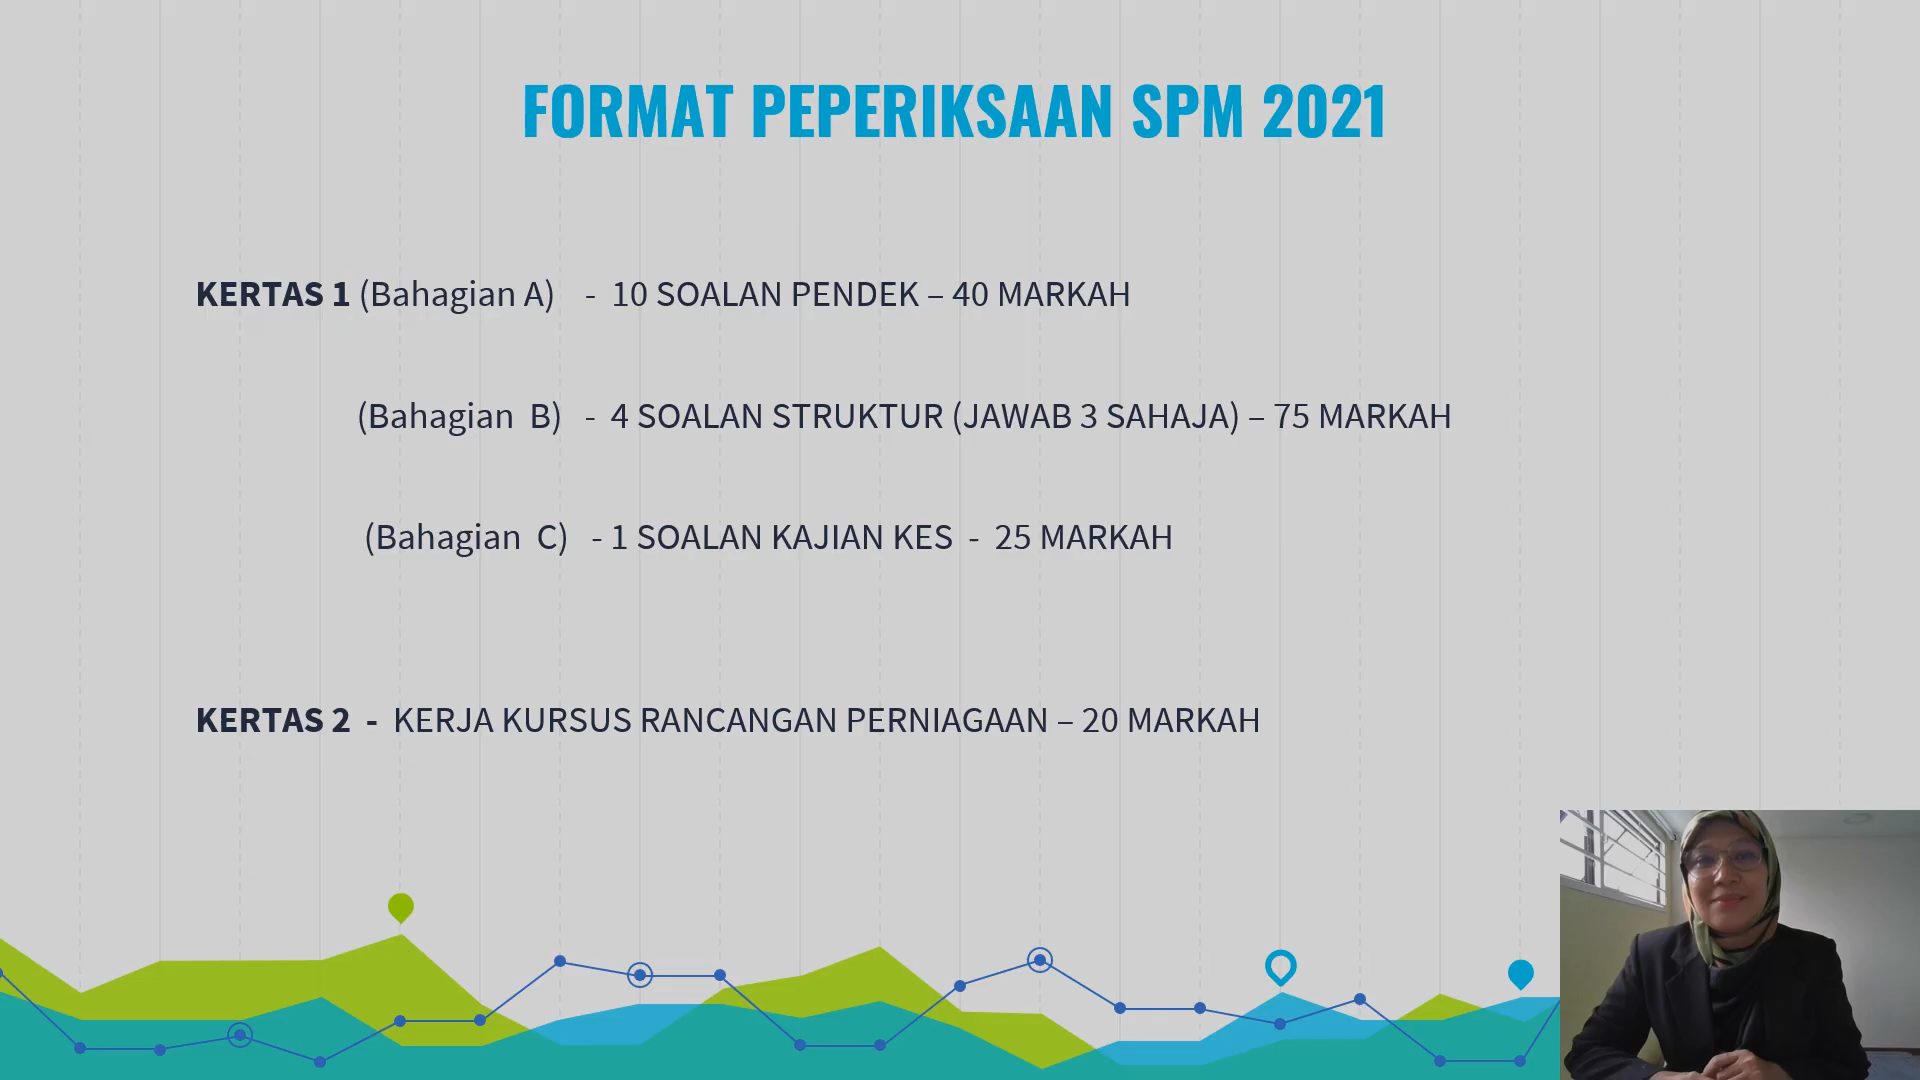 FORMAT PEPERIKSAAN SPM 2021
KERTAS 1 (Bahagian A) - 10 SOALAN PENDEK – 40 MARKAH
(Bahagian B) - 4 SOALAN STRUKTUR (JAWAB 3 SAHAJA) – 75 MARKAH
(Bahagian C) - 1 SOALAN KAJIAN KES - 25 MARKAH
KERTAS 2 - KERJA KURSUS RANCANGAN PERNIAGAAN – 20 MARKAH